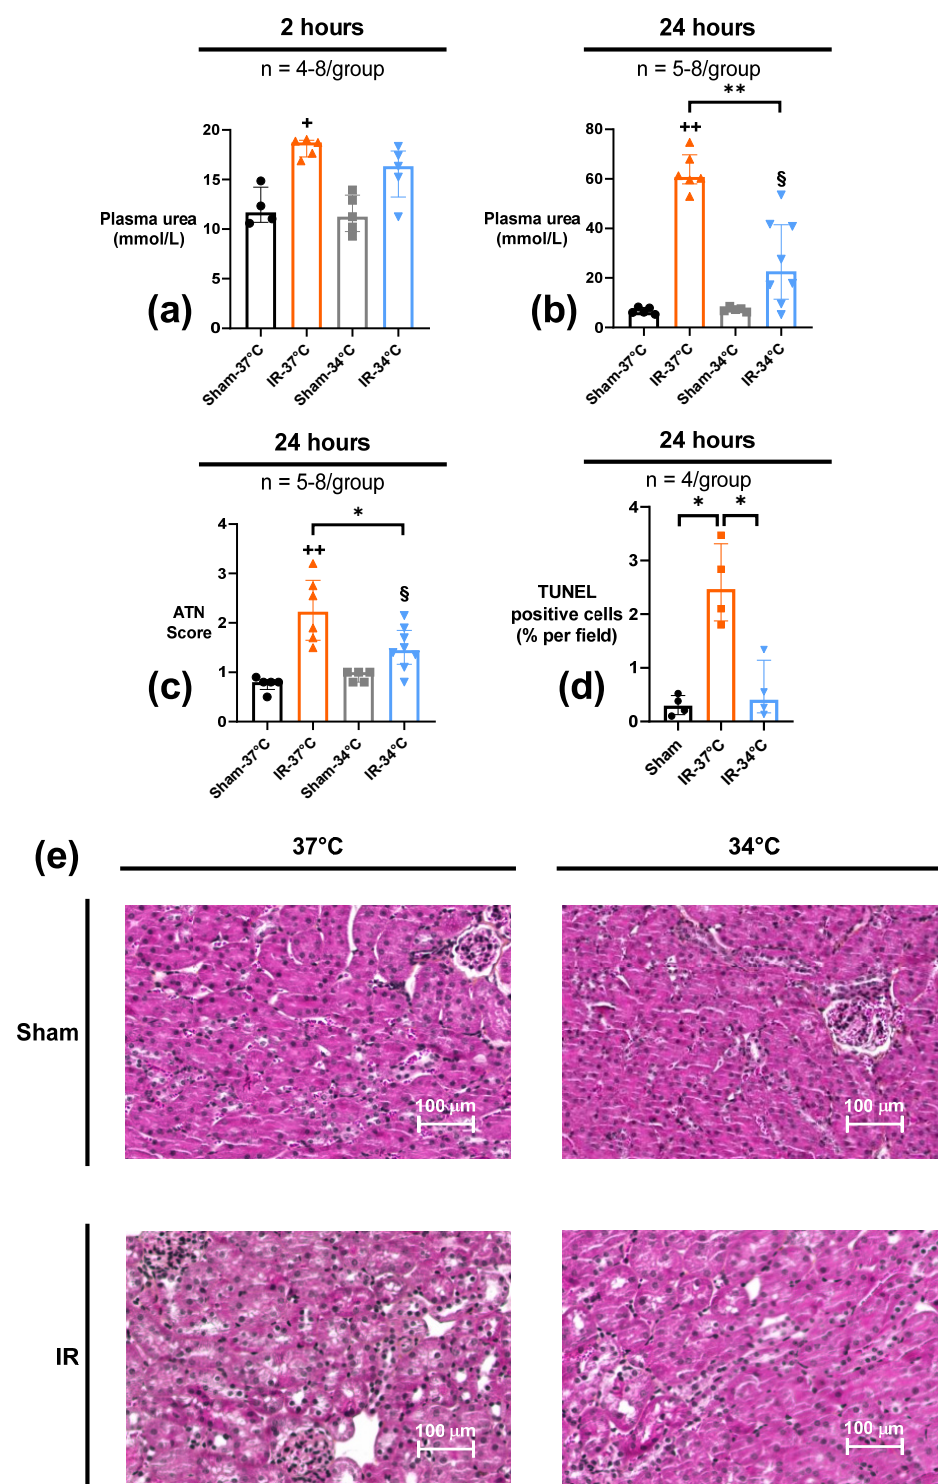 2 hours
n = 4-8/group
+
20
15
10
5
0
Plasma urea
(mmol/L)
(a)
Sham-37°C
IR-37°C
Sham-34°C
IR-34°C
24 hours
n = 5-8/group
**
++
§
80
60
40
20
0
Plasma urea
(mmol/L)
(b)
Sham-37°C
IR-37°C
Sham-34°C
IR-34°C
24 hours
n = 5-8/group
*
++
§
4
3
2
1
0
ATN
Score
(c)
Sham-37°C
IR-37°C
Sham-34°C
IR-34°C
24 hours
n = 4/group
* *
4
3
2
1
0
TUNEL
positive cells
(% per field)
(d)
Sham
IR-37°C
IR-34°C
(e)
37°C
34°C
Sham
100 µm
100 µm
IR
100 µm
100 µm